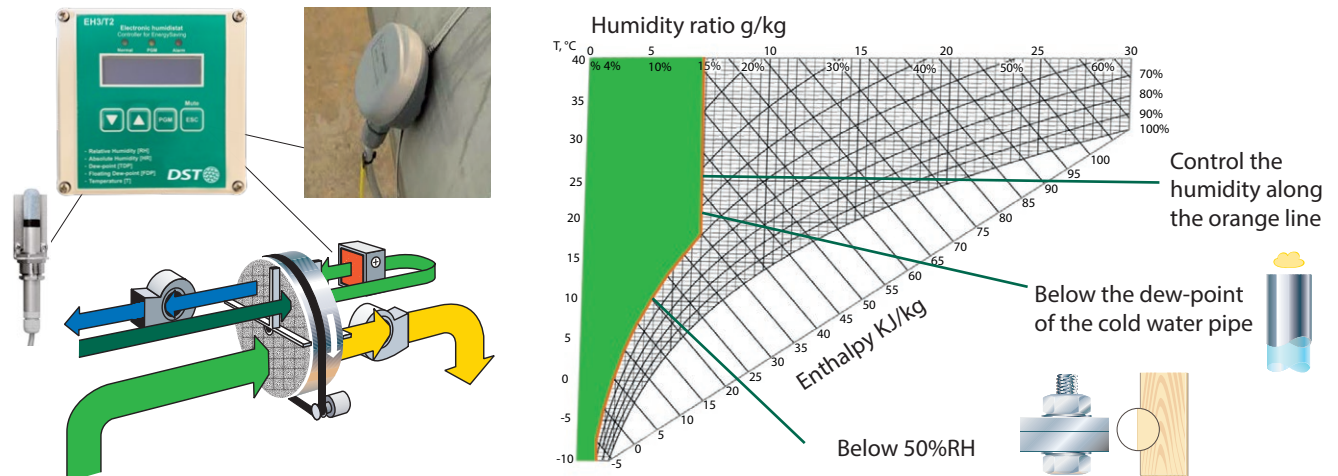 EH3/T2
Electronic humidistat
Controller for EnergySaving
Normal PGM Alarm
Mute
PGM ESC
- Relative Humidity [RH]
- Absolute Humidity [HR]
- Dew-point [TDP]
- Floating Dew-point [FDP]
- Temperature [T]
DST
Humidity ratio g/kg
T, °C
0 5 10 15 20 25 30
40
% 4% 10% 15% 20% 30% 40% 50% 60% 70%
80%
90%
100%
35
30
25
20
15
10
5
0
-5
-10
-5 0 5 10 15 20 25 30 35 40 45 50 55 60 65 70 75 80 85 90 95 100
Enthalpy KJ/kg
Control the
humidity along
the orange line
Below the dew-point
of the cold water pipe
Below 50%RH